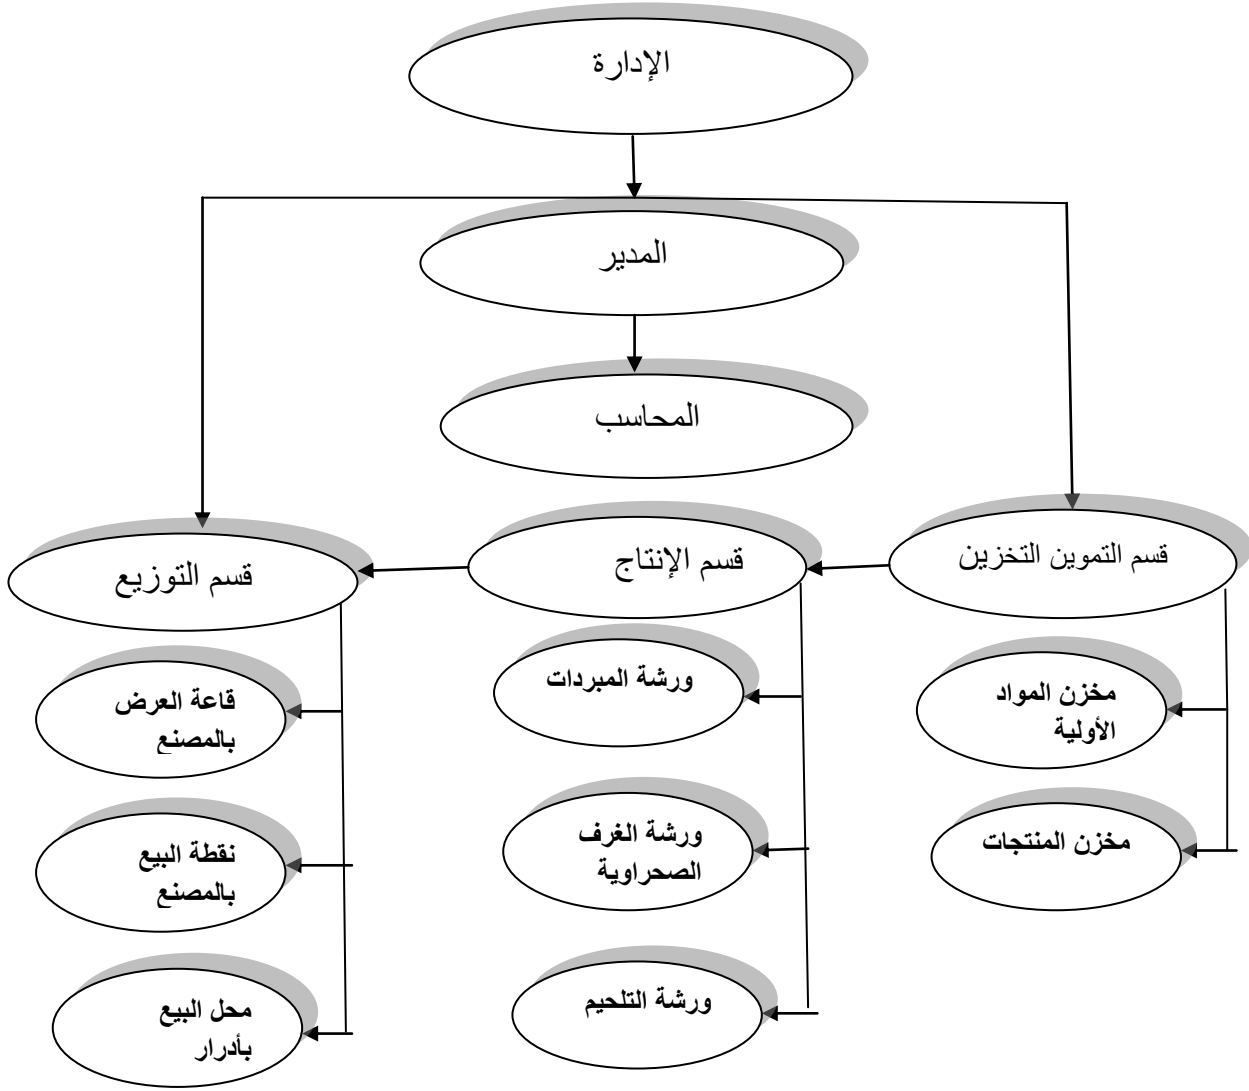 الإدارة
المدير
المحاسب
قسم التموين التخزين
قسم الإنتاج
قسم التوزيع
مخزن المواد
الأولية
مخزن المنتجات
ورشة المبردات
ورشة الغرف
الصحراوية
ورشة التلحيم
قاعة العرض
بالمصنع
نقطة البيع
بالمصنع
محل البيع
بأدرار